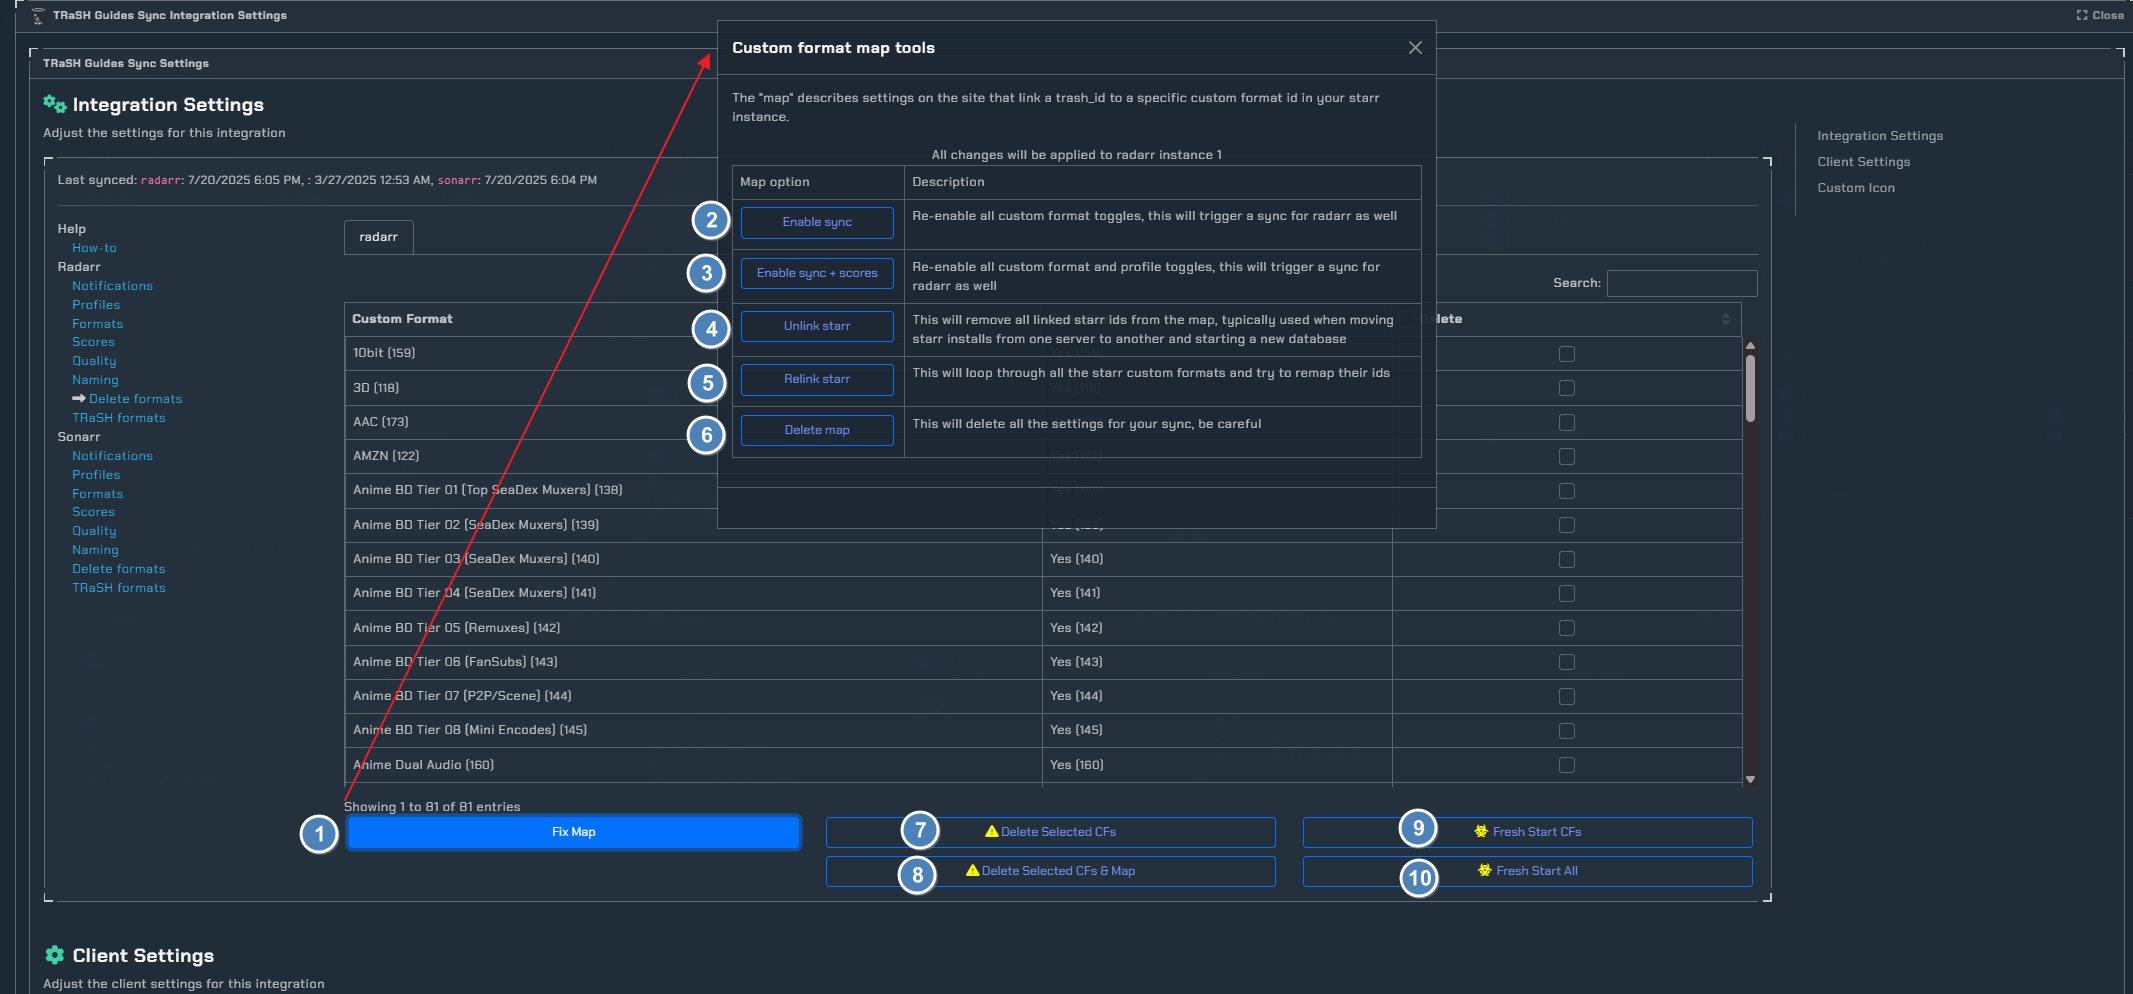 TRaSH Guides Sync Integration Settings
Close
TRaSH Guides Sync Settings
Integration Settings
Adjust the settings for this integration
Last synced: radarr: 7/20/2025 6:05 PM, : 3/27/2025 12:53 AM, sonarr: 7/20/2025 6:04 PM
Help
How-to
Radarr
Notifications
Profiles
Formats
Scores
Quality
Naming
Delete formats
TRaSH formats
Sonarr
Notifications
Profiles
Formats
Scores
Quality
Naming
Delete formats
TRaSH formats
radarr
Search:
Custom Format
10bit (159)
3D (118)
AAC (173)
AMZN (122)
Anime BD Tier 01 (Top SeaDex Muxers) (138)
Anime BD Tier 02 (SeaDex Muxers) (139)
Anime BD Tier 03 (SeaDex Muxers) (140)
Yes (140)
Anime BD Tier 04 (SeaDex Muxers) (141)
Yes (141)
Anime BD Tier 05 (Remuxes) (142)
Yes (142)
Anime BD Tier 06 (FanSubs) (143)
Yes (143)
Anime BD Tier 07 (P2P/Scene) (144)
Yes (144)
Anime BD Tier 08 (Mini Encodes) (145)
Yes (145)
Anime Dual Audio (160)
Yes (160)
Showing 1 to 81 of 81 entries
1
Fix Map
7
Delete Selected CFs
8
Delete Selected CFs & Map
9
Fresh Start CFs
10
Fresh Start All
Custom format map tools
The "map" describes settings on the site that link a trash_id to a specific custom format id in your starr
instance.
All changes will be applied to radarr instance 1
Map option
Description
2
Enable sync
Re-enable all custom format toggles, this will trigger a sync for radarr as well
3
Enable sync + scores
Re-enable all custom format and profile toggles, this will trigger a sync for
radarr as well
4
Unlink starr
This will remove all linked starr ids from the map, typically used when moving
starr installs from one server to another and starting a new database
5
Relink starr
This will loop through all the starr custom formats and try to remap their ids
6
Delete map
This will delete all the settings for your sync, be careful
Integration Settings
Client Settings
Custom Icon
Client Settings
Adjust the client settings for this integration